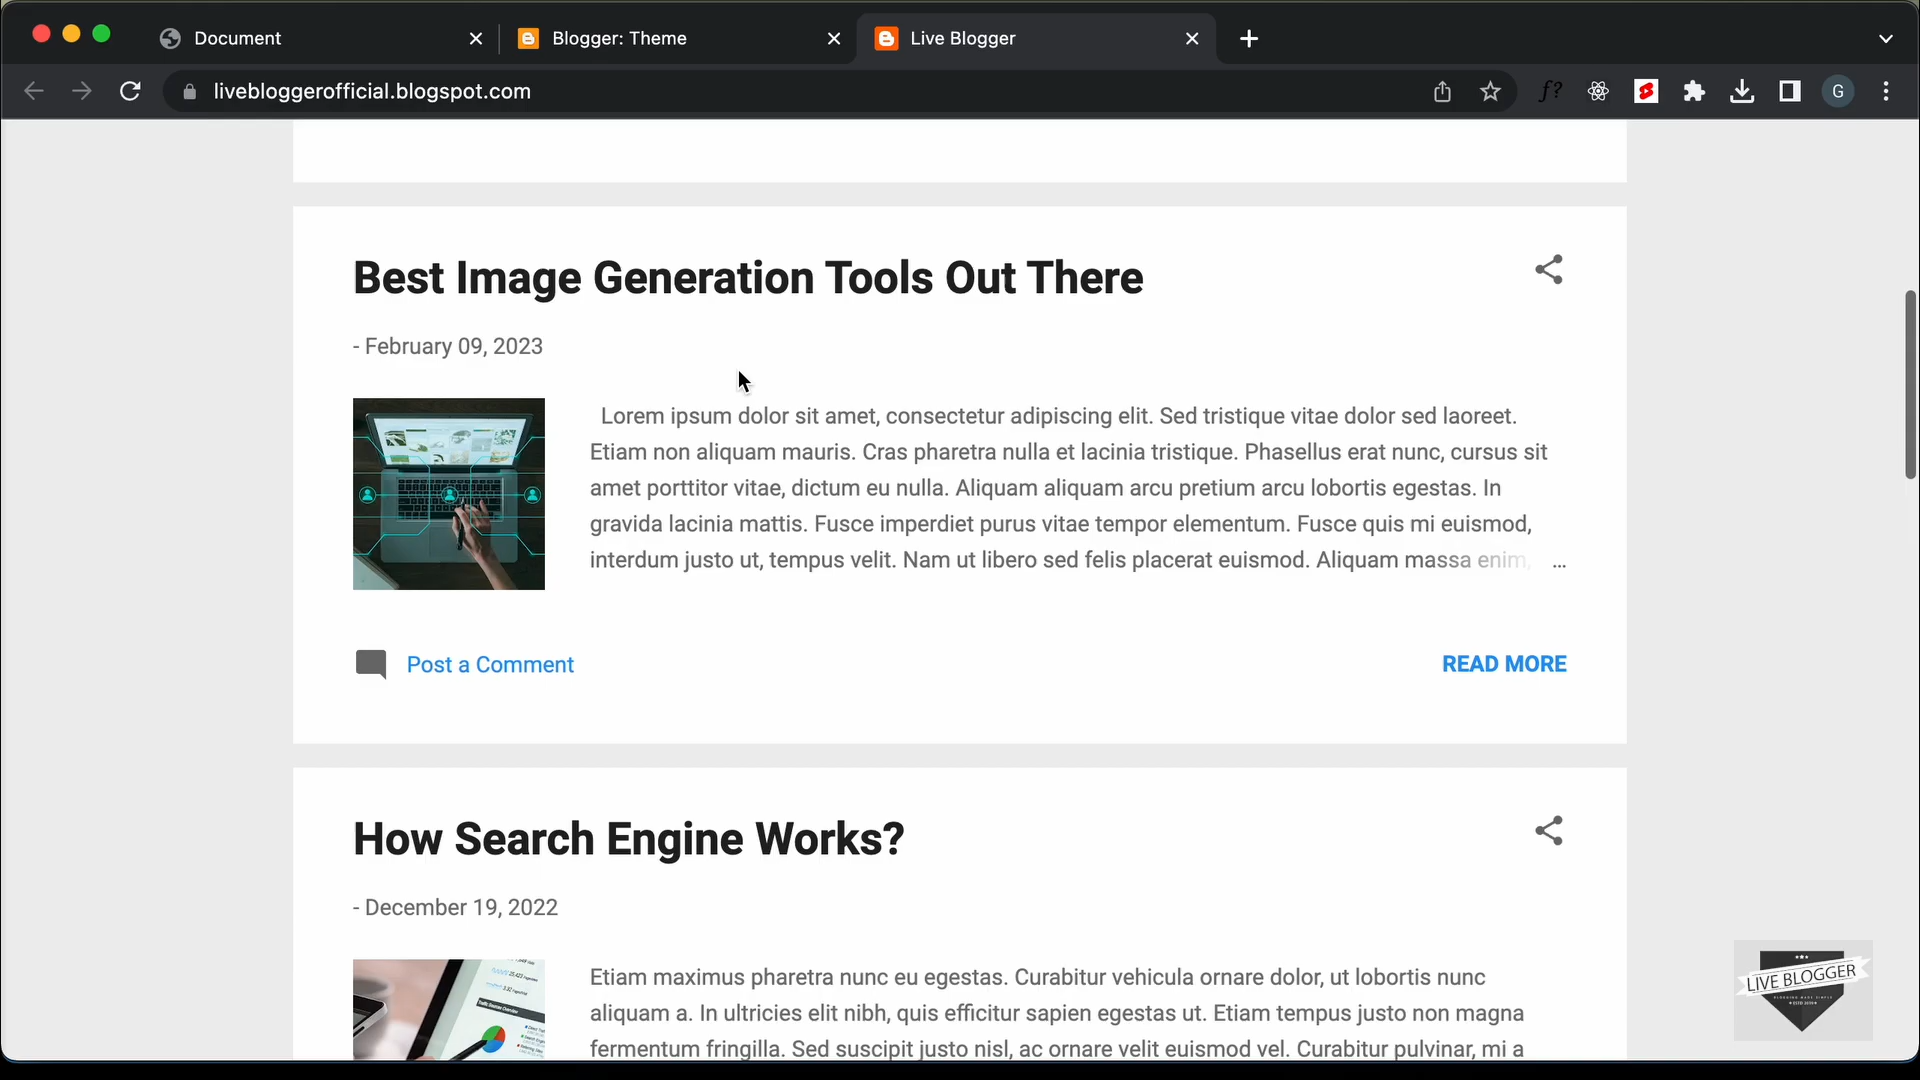 Document
Blogger: Theme
Live Blogger
livebloggerofficial.blogspot.com
f?
G
Best Image Generation Tools Out There
- February 09, 2023
Lorem ipsum dolor sit amet, consectetur adipiscing elit. Sed tristique vitae dolor sed laoreet.
Etiam non aliquam mauris. Cras pharetra nulla et lacinia tristique. Phasellus erat nunc, cursus sit
amet porttitor vitae, dictum eu nulla. Aliquam aliquam arcu pretium arcu lobortis egestas. In
gravida lacinia mattis. Fusce imperdiet purus vitae tempor elementum. Fusce quis mi euismod,
interdum justo ut, tempus velit. Nam ut libero sed felis placerat euismod. Aliquam massa enim, ...
Post a Comment
READ MORE
How Search Engine Works?
- December 19, 2022
Etiam maximus pharetra nunc eu egestas. Curabitur vehicula ornare dolor, ut lobortis nunc
aliquam a. In ultricies elit nibh, quis efficitur sapien egestas ut. Etiam tempus justo non magna
fermentum fringilla. Sed suscipit justo nisl, ac ornare velit euismod vel. Curabitur pulvinar, mi a
LIVE BLOGGER